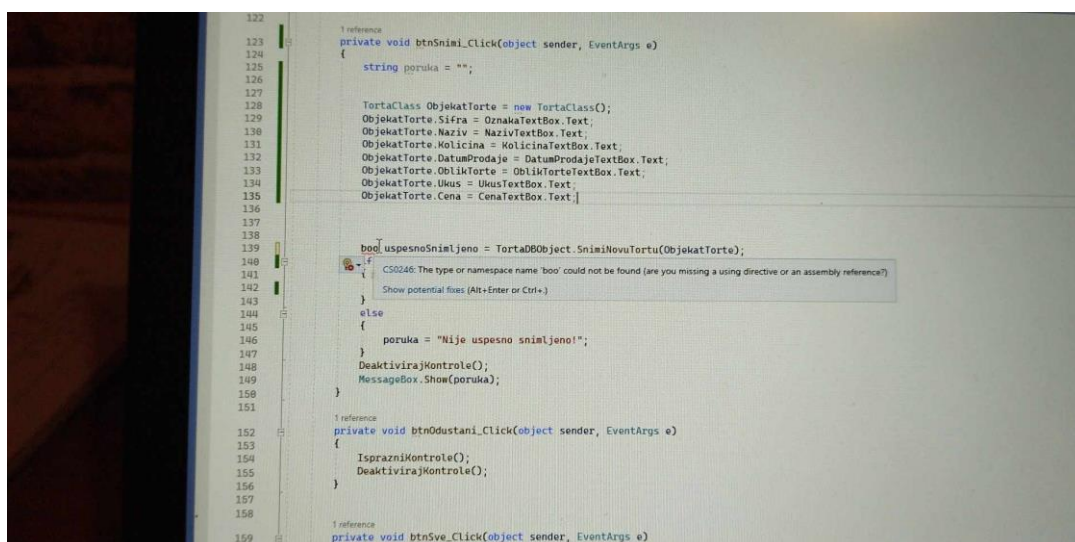 122
1 reference
123 private void btnSnimi_Click(object sender, EventArgs e)
124 {
125 string poruka = "";
126
127
128 TortaClass ObjekatTorte = new TortaClass();
129 ObjekatTorte.Sifra = OznakaTextBox.Text;
130 ObjekatTorte.Naziv = NazivTextBox.Text;
131 ObjekatTorte.Kolicina = KolicinaTextBox.Text;
132 ObjekatTorte.DatumProdaje = DatumProdajeTextBox.Text;
133 ObjekatTorte.OblikTorte = OblikTorteTextBox.Text;
134 ObjekatTorte.Ukus = UkusTextBox.Text;
135 ObjekatTorte.Cena = CenaTextBox.Text;
136
137
138
139 boo uspesnoSnimljeno = TortaDBObject.SnimiNovuTortu(ObjekatTorte);
140 if
CS0246: The type or namespace name 'boo' could not be found (are you missing a using directive or an assembly reference?)
141 {
Show potential fixes (Alt+Enter or Ctrl+.)
142
143 }
144 else
145 {
146 poruka = "Nije uspesno snimljeno!";
147 }
148 DeaktivirajKontrole();
149 MessageBox.Show(poruka);
150 }
151
1 reference
152 private void btnOdustani_Click(object sender, EventArgs e)
153 {
154 IsprazniKontrole();
155 DeaktivirajKontrole();
156 }
157
158
1 reference
159 private void btnSve_Click(object sender, EventArgs e)